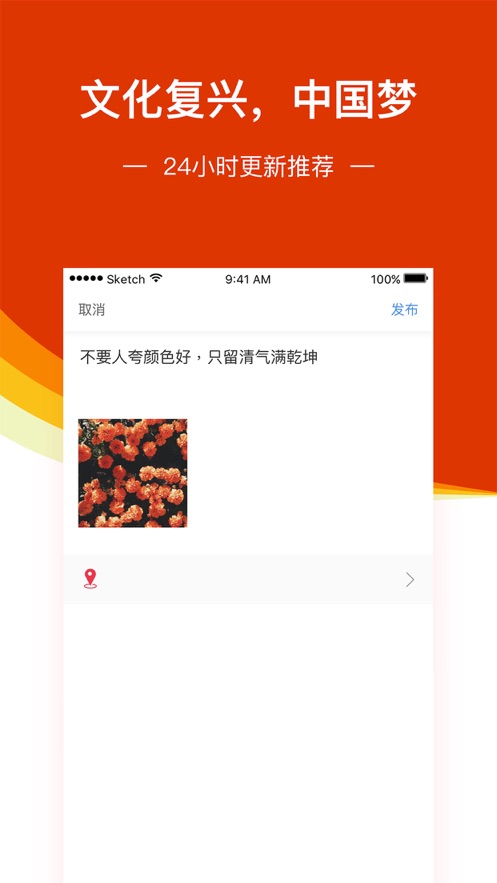 文化复兴，中国梦
— 24小时更新推荐 —
Sketch 9:41 AM 100%
取消 发布
不要人夸颜色好，只留清气满乾坤